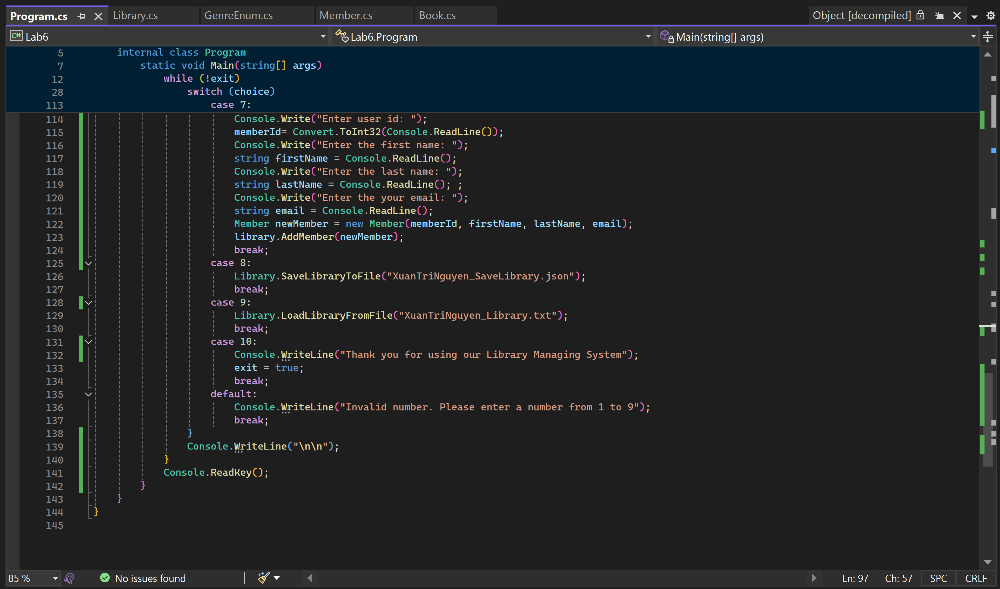 Program.cs Library.cs GenreEnum.cs Member.cs Book.cs Object [decompiled]
C# Lab6 Lab6.Program Main(string[] args)
5 internal class Program
7 static void Main(string[] args)
12 while (!exit)
28 switch (choice)
113 case 7:
114 Console.Write("Enter user id: ");
115 memberId= Convert.ToInt32(Console.ReadLine());
116 Console.Write("Enter the first name: ");
117 string firstName = Console.ReadLine();
118 Console.Write("Enter the last name: ");
119 string lastName = Console.ReadLine(); ;
120 Console.Write("Enter the your email: ");
121 string email = Console.ReadLine();
122 Member newMember = new Member(memberId, firstName, lastName, email);
123 library.AddMember(newMember);
124 break;
125 case 8:
126 Library.SaveLibraryToFile("XuanTriNguyen_SaveLibrary.json");
127 break;
128 case 9:
129 Library.LoadLibraryFromFile("XuanTriNguyen_Library.txt");
130 break;
131 case 10:
132 Console.WriteLine("Thank you for using our Library Managing System");
133 exit = true;
134 break;
135 default:
136 Console.WriteLine("Invalid number. Please enter a number from 1 to 9");
137 break;
138 }
139 Console.WriteLine("\n\n");
140 }
141 Console.ReadKey();
142 }
143 }
144 }
145
85 % No issues found Ln: 97 Ch: 57 SPC CRLF